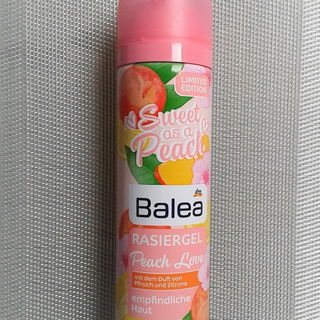 LIMITED
EDITION
Sweet
as a
Peach
dm
Balea
RASIERGEL
Peach Love
mit dem Duft von
Pfirsich und Zitrone
empfindliche
Haut